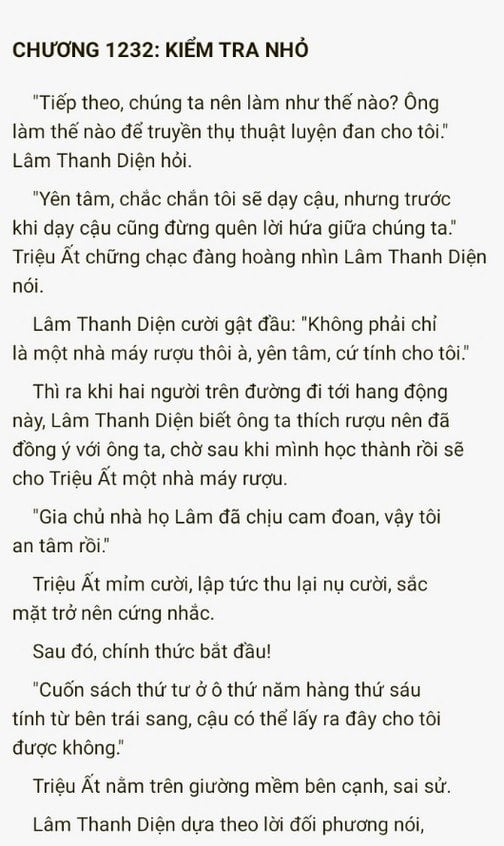 CHƯƠNG 1232: KIỂM TRA NHỎ
"Tiếp theo, chúng ta nên làm như thế nào? Ông
làm thế nào để truyền thụ thuật luyện đan cho tôi."
Lâm Thanh Diện hỏi.
"Yên tâm, chắc chắn tôi sẽ dạy cậu, nhưng trước
khi dạy cậu cũng đừng quên lời hứa giữa chúng ta."
Triệu Ất chững chạc đàng hoàng nhìn Lâm Thanh Diện
nói.
Lâm Thanh Diện cười gật đầu: "Không phải chỉ
là một nhà máy rượu thôi à, yên tâm, cứ tính cho tôi."
Thì ra khi hai người trên đường đi tới hang động
này, Lâm Thanh Diện biết ông ta thích rượu nên đã
đồng ý với ông ta, chờ sau khi mình học thành rồi sẽ
cho Triệu Ất một nhà máy rượu.
"Gia chủ nhà họ Lâm đã chịu cam đoan, vậy tôi
an tâm rồi."
Triệu Ất mỉm cười, lập tức thu lại nụ cười, sắc
mặt trở nên cứng nhắc.
Sau đó, chính thức bắt đầu!
"Cuốn sách thứ tư ở ô thứ năm hàng thứ sáu
tính từ bên trái sang, cậu có thể lấy ra đây cho tôi
được không."
Triệu Ất nằm trên giường mềm bên cạnh, sai sử.
Lâm Thanh Diện dựa theo lời đối phương nói,